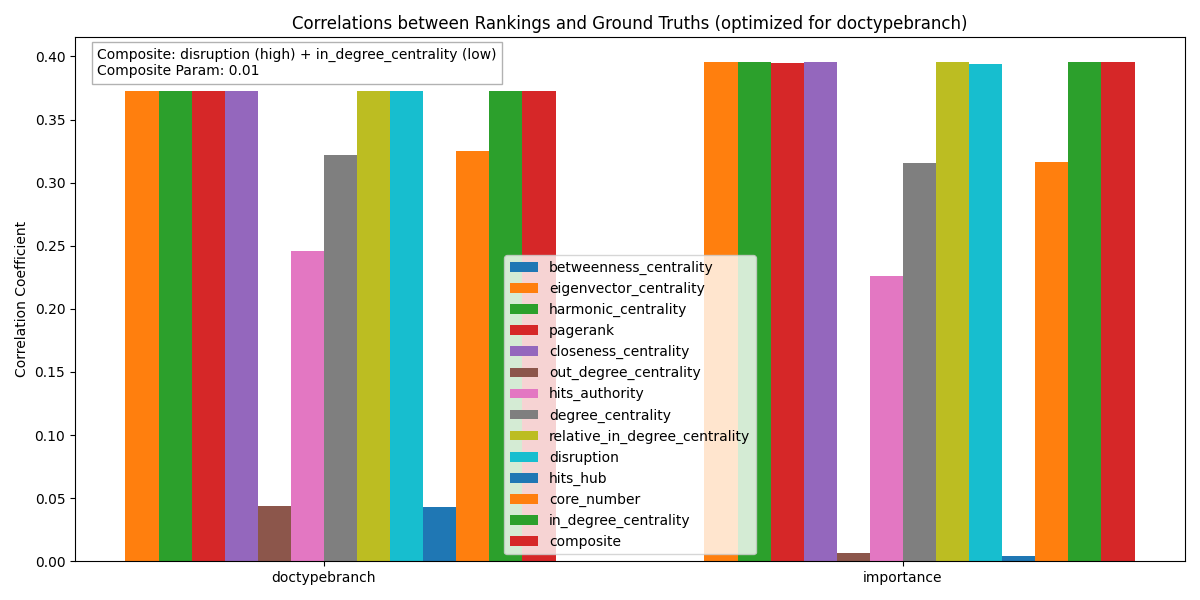 Correlations between Rankings and Ground Truths (optimized for doctypebranch)
Composite: disruption (high) + in_degree_centrality (low)
Composite Param: 0.01
Correlation Coefficient
0.40
0.35
0.30
0.25
0.20
0.15
0.10
0.05
0.00
betweenness_centrality
eigenvector_centrality
harmonic_centrality
pagerank
closeness_centrality
out_degree_centrality
hits_authority
degree_centrality
relative_in_degree_centrality
disruption
hits_hub
core_number
in_degree_centrality
composite
doctypebranch
importance